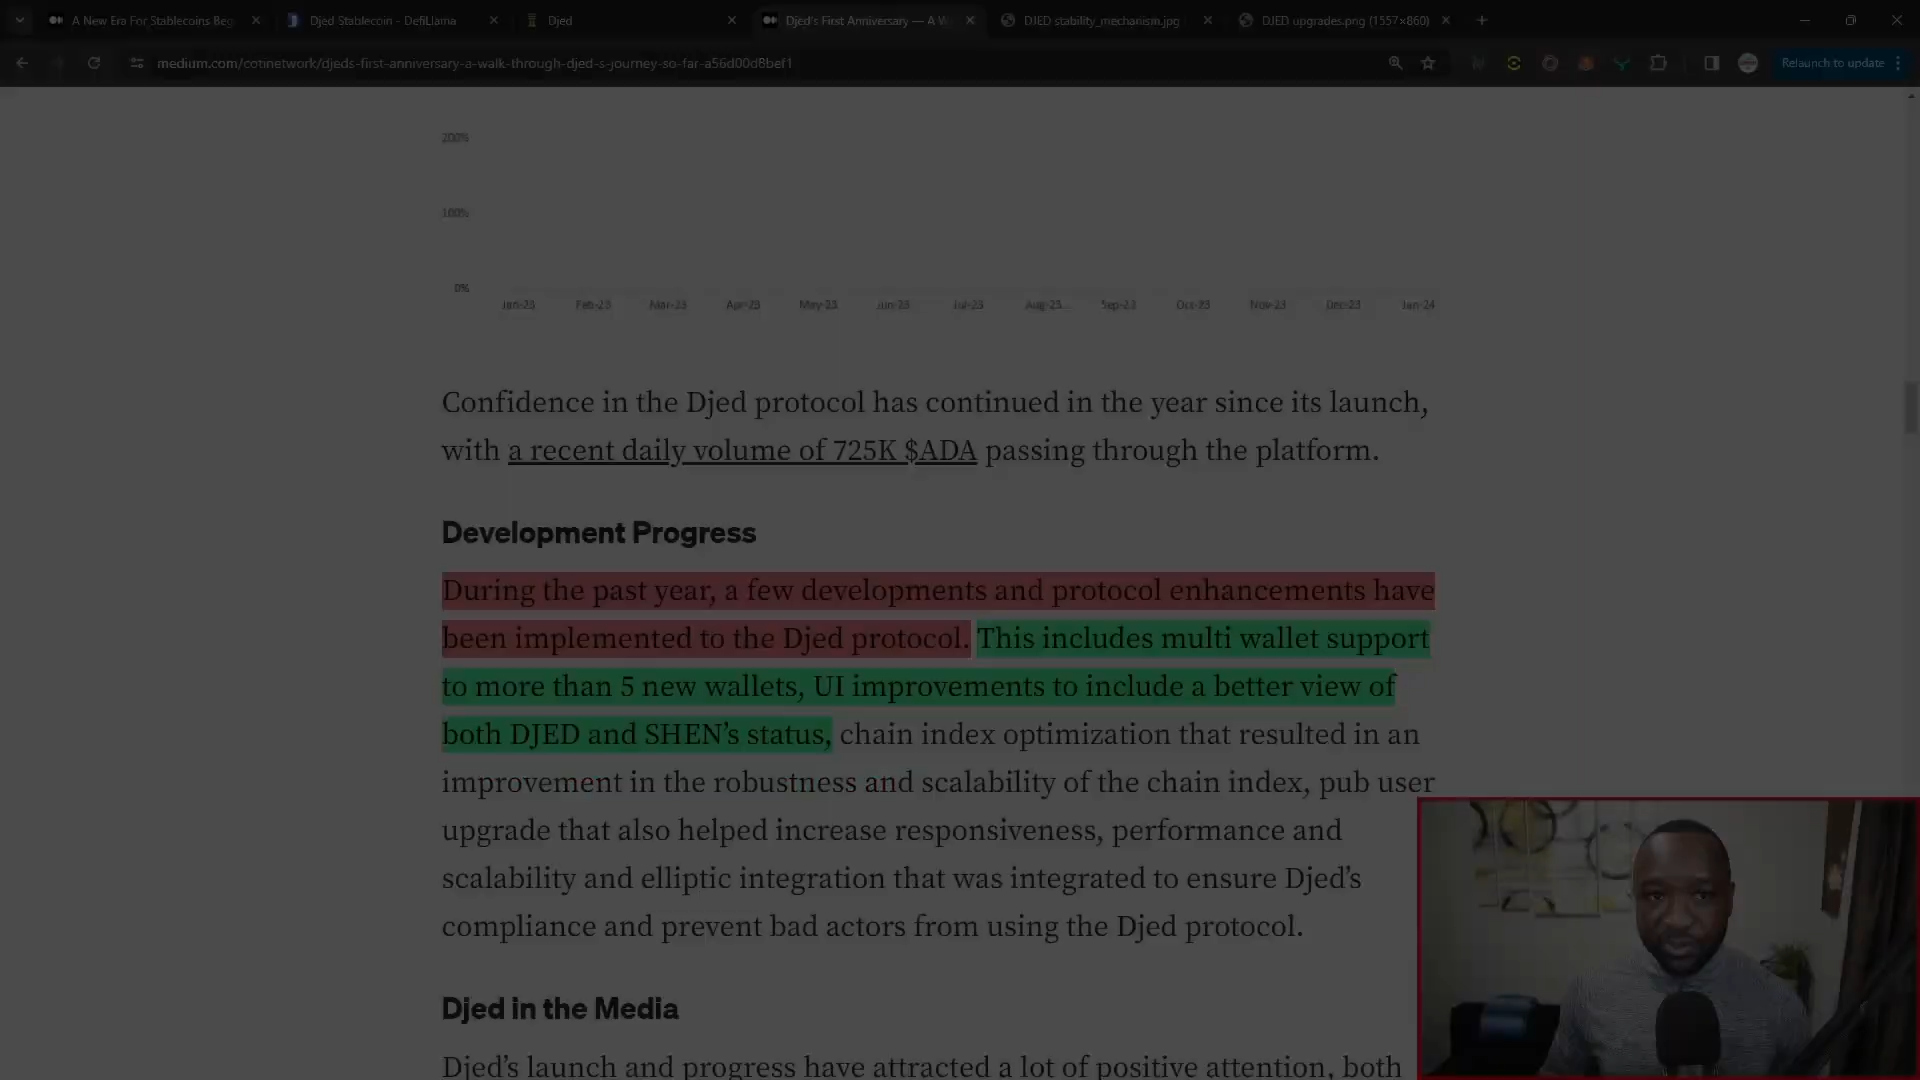 A New Era For Stablecoins Beg
Djed Stablecoin - DefiLlama
Djed
Djed's First Anniversary — A W
DJED stability_mechanism.jpg
DJED upgrades.png (1557×860)
medium.com/cotinetwork/djeds-first-anniversary-a-walk-through-djed-s-journey-so-far-a56d00d8bef1
Relaunch to update
200%
100%
0%
Jan-23 Feb-23 Mar-23 Apr-23 May-23 Jun-23 Jul-23 Aug-23... Sep-23 Oct-23 Nov-23 Dec-23 Jan-24
Confidence in the Djed protocol has continued in the year since its launch,
with a recent daily volume of 725K $ADA passing through the platform.
Development Progress
During the past year, a few developments and protocol enhancements have
been implemented to the Djed protocol. This includes multi wallet support
to more than 5 new wallets, UI improvements to include a better view of
both DJED and SHEN’s status, chain index optimization that resulted in an
improvement in the robustness and scalability of the chain index, pub user
upgrade that also helped increase responsiveness, performance and
scalability and elliptic integration that was integrated to ensure Djed’s
compliance and prevent bad actors from using the Djed protocol.
Djed in the Media
Djed’s launch and progress have attracted a lot of positive attention, both